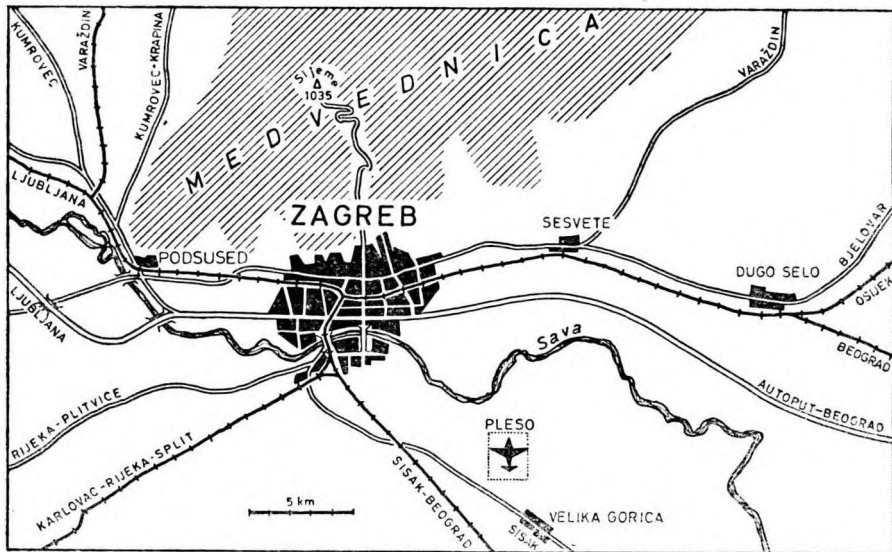 KUMROVEC
VARAŽDIN
KUMROVEC-KRAPINA
MEDVEDNICA
Sljeme
1035
VARAŽDIN
LJUBLJANA
ZAGREB
SESVETE
PODSUSED
BJELOVAR
DUGO SELO
OSIJEK
LJUBLJANA
Sava
BEOGRAD
AUTOPUT-BEOGRAD
RIJEKA-PLITVICE
PLESO
KARLOVAC-RIJEKA-SPLIT
SISAK-BEOGRAD
5 km
VELIKA GORICA
SISAK